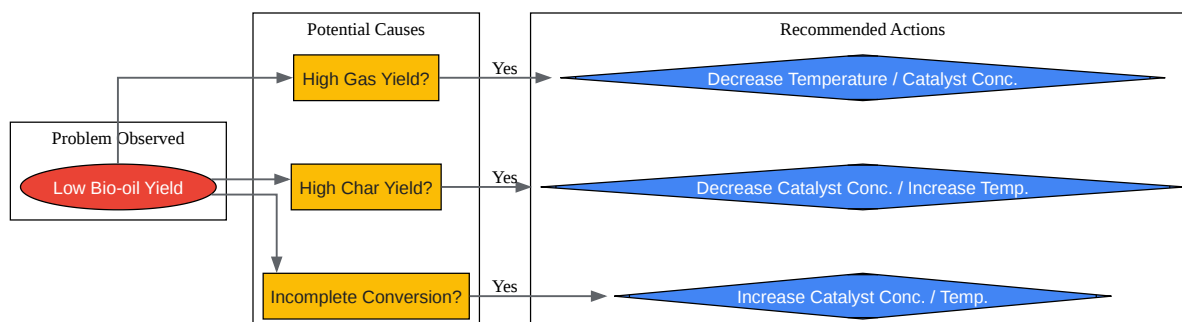 Potential Causes
Recommended Actions
High Gas Yield?
Yes
Decrease Temperature / Catalyst Conc.
Problem Observed
Low Bio-oil Yield
High Char Yield?
Yes
Decrease Catalyst Conc. / Increase Temp.
Incomplete Conversion?
Yes
Increase Catalyst Conc. / Temp.